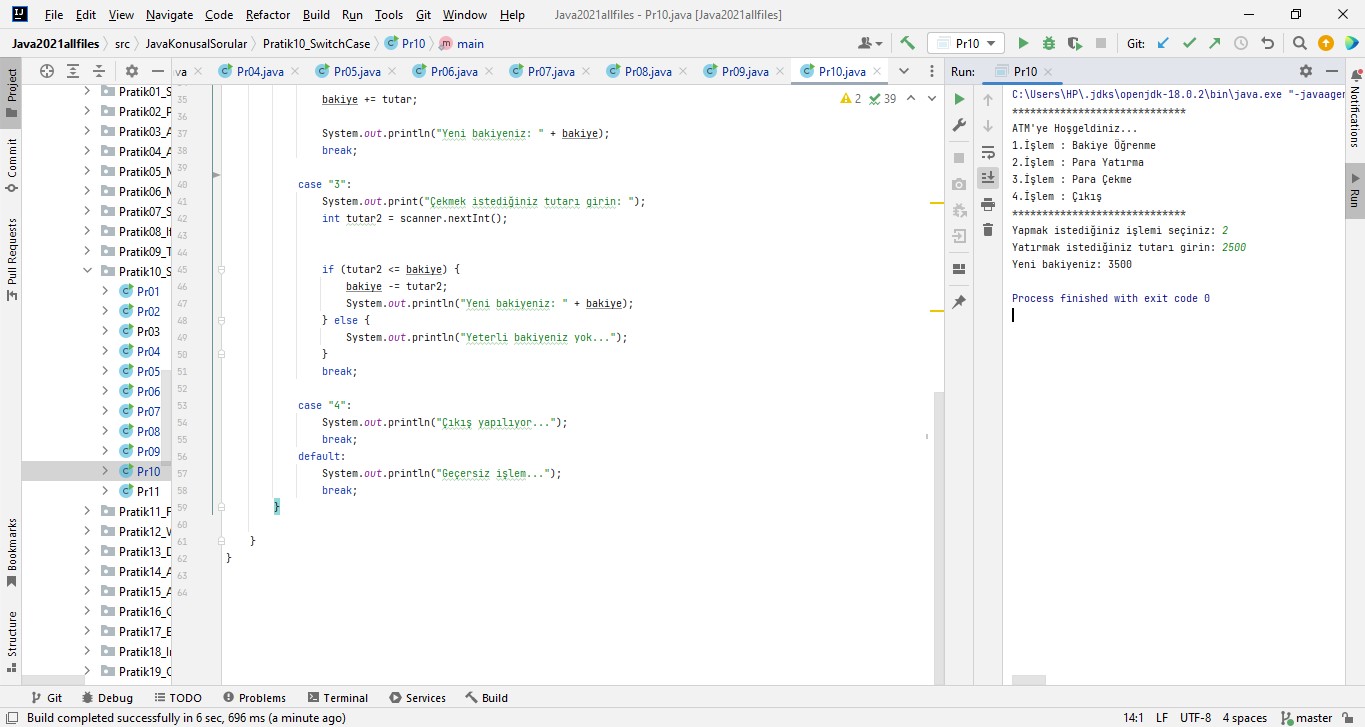 File Edit View Navigate Code Refactor Build Run Tools Git Window Help Java2021allfiles - Pr10.java [Java2021allfiles]
Java2021allfiles src JavaKonusalSorular Pratik10_SwitchCase Pr10 main Pr10 Git:
va Pr04.java Pr05.java Pr06.java Pr07.java Pr08.java Pr09.java Pr10.java
Run: Pr10
Project
Commit
Pull Requests
Bookmarks
Structure
Pratik01_S
Pratik02_F
Pratik03_A
Pratik04_A
Pratik05_M
Pratik06_M
Pratik07_S
Pratik08_If
Pratik09_T
Pratik10_S
Pr01
Pr02
Pr03
Pr04
Pr05
Pr06
Pr07
Pr08
Pr09
Pr10
Pr11
Pratik11_F
Pratik12_V
Pratik13_D
Pratik14_A
Pratik15_A
Pratik16_C
Pratik17_E
Pratik18_In
Pratik19_C
2 39
35 bakiye += tutar;
36
37 System.out.println("Yeni bakiyeniz: " + bakiye);
38 break;
39
40 case "3":
41 System.out.print("Çekmek istediğiniz tutarı girin: ");
42 int tutar2 = scanner.nextInt();
43
44
45 if (tutar2 <= bakiye) {
46 bakiye -= tutar2;
47 System.out.println("Yeni bakiyeniz: " + bakiye);
48 } else {
49 System.out.println("Yeterli bakiyeniz yok...");
50 }
51 break;
52
53 case "4":
54 System.out.println("Çıkış yapılıyor...");
55 break;
56 default:
57 System.out.println("Geçersiz işlem...");
58 break;
59 }
60
61 }
62 }
63
64
C:\Users\HP\.jdks\openjdk-18.0.2\bin\java.exe "-javaagen
*****************************
ATM'ye Hoşgeldiniz...
1.İşlem : Bakiye Öğrenme
2.İşlem : Para Yatırma
3.İşlem : Para Çekme
4.İşlem : Çıkış
*****************************
Yapmak istediğiniz işlemi seçiniz: 2
Yatırmak istediğiniz tutarı girin: 2500
Yeni bakiyeniz: 3500
Process finished with exit code 0
Notifications
Run
Git Debug TODO Problems Terminal Services Build
Build completed successfully in 6 sec, 696 ms (a minute ago) 14:1 LF UTF-8 4 spaces master